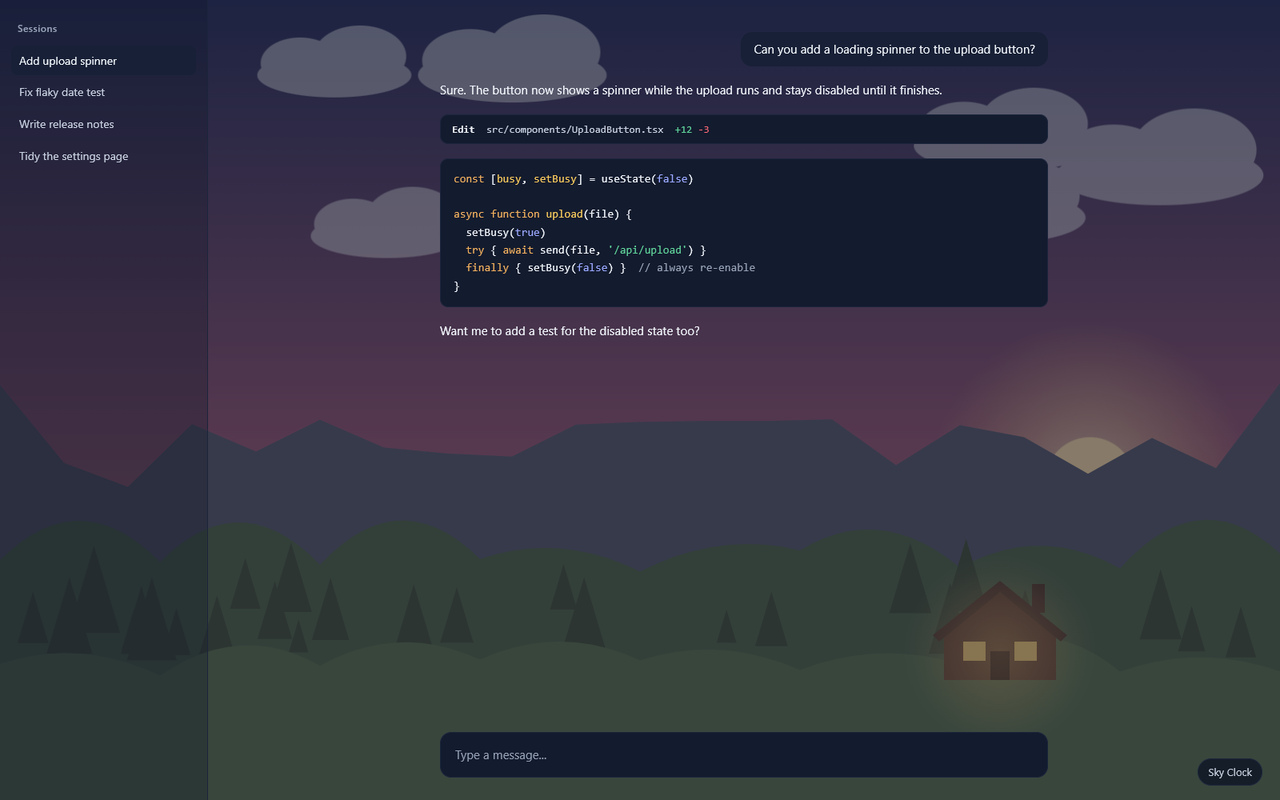 Sessions
Add upload spinner
Fix flaky date test
Write release notes
Tidy the settings page
Can you add a loading spinner to the upload button?
Sure. The button now shows a spinner while the upload runs and stays disabled until it finishes.
Edit src/components/UploadButton.tsx +12 -3
const [busy, setBusy] = useState(false)
async function upload(file) {
  setBusy(true)
  try { await send(file, '/api/upload') }
  finally { setBusy(false) }  // always re-enable
}
Want me to add a test for the disabled state too?
Type a message...
Sky Clock